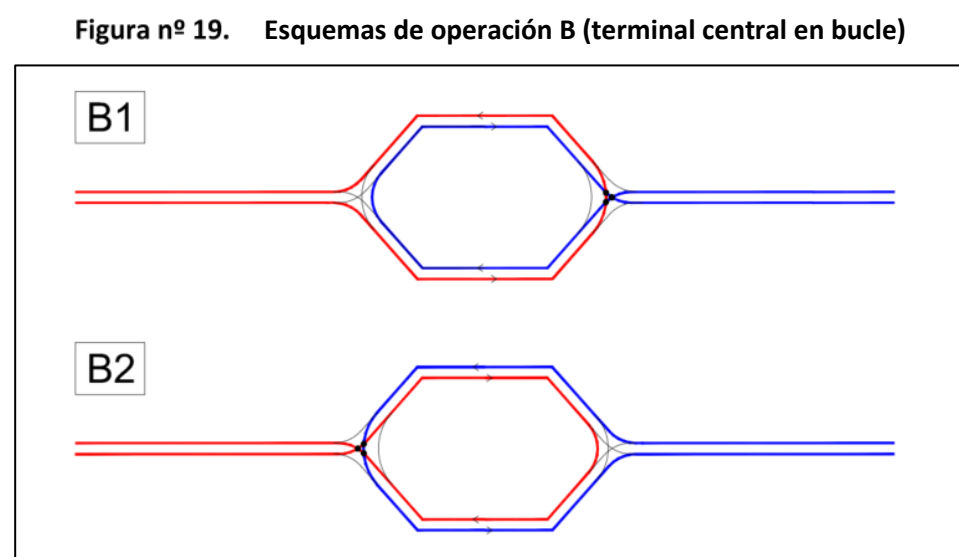 Figura nº 19. Esquemas de operación B (terminal central en bucle)
B1
B2